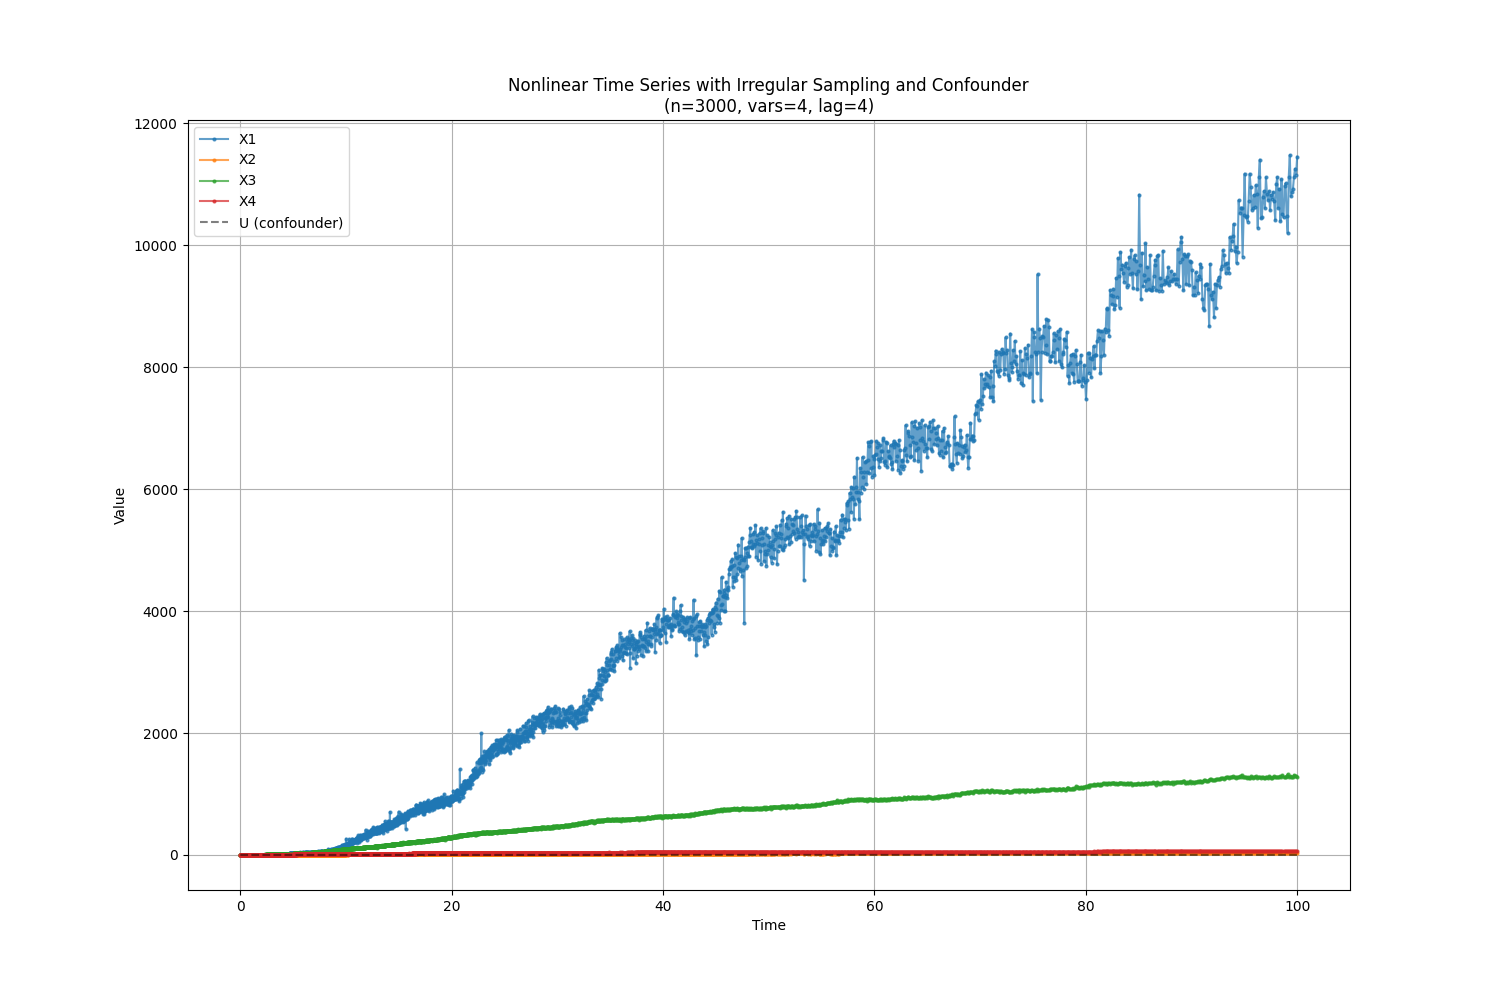 Nonlinear Time Series with Irregular Sampling and Confounder
(n=3000, vars=4, lag=4)
12000
10000
8000
6000
4000
2000
0
Value
X1
X2
X3
X4
U (confounder)
0 20 40 60 80 100
Time